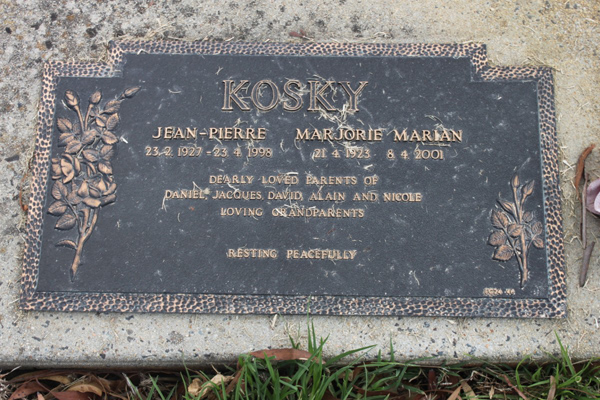 KOSKY
JEAN-PIERRE MARJORIE MARIAN
23. 2. 1927 - 23. 4. 1998 21. 4. 1923 8. 4. 2001
DEARLY LOVED PARENTS OF
DANIEL, JACQUES, DAVID, ALAIN AND NICOLE
LOVING GRANDPARENTS
RESTING PEACEFULLY